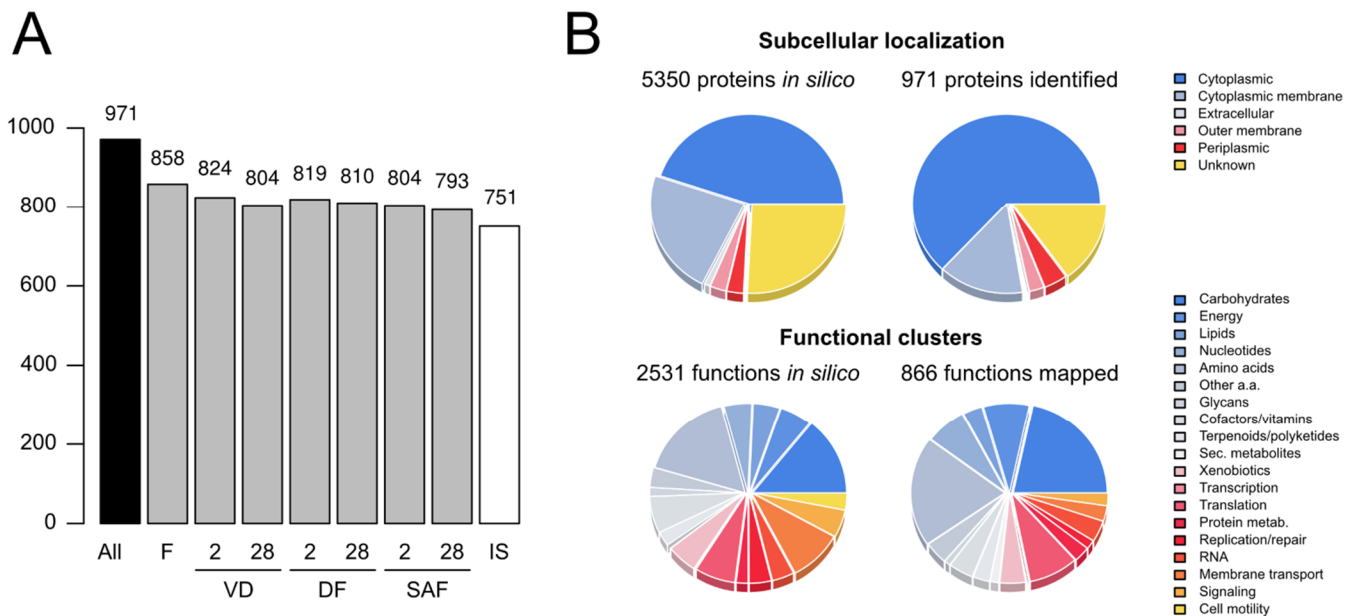 A
1000
800
600
400
200
0
971
858
824
804
819
810
804
793
751
All F 2 28 2 28 2 28 IS
VD DF SAF
B
Subcellular localization
5350 proteins in silico 971 proteins identified
Cytoplasmic
Cytoplasmic membrane
Extracellular
Outer membrane
Periplasmic
Unknown
Functional clusters
2531 functions in silico 866 functions mapped
Carbohydrates
Energy
Lipids
Nucleotides
Amino acids
Other a.a.
Glycans
Cofactors/vitamins
Terpenoids/polyketides
Sec. metabolites
Xenobiotics
Transcription
Translation
Protein metab.
Replication/repair
RNA
Membrane transport
Signaling
Cell motility